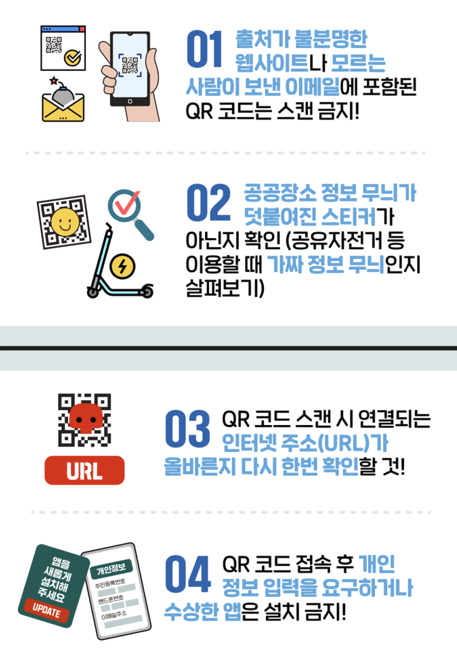 01 출처가 불분명한
웹사이트나 모르는
사람이 보낸 이메일에 포함된
QR 코드는 스캔 금지!
02 공공장소 정보 무늬가
덧붙여진 스티커가
아닌지 확인 (공유자전거 등
이용할 때 가짜 정보 무늬인지
살펴보기)
URL
03 QR 코드 스캔 시 연결되는
인터넷 주소(URL)가
올바른지 다시 한번 확인할 것!
앱을
새롭게
설치해
주세요
UPDATE
개인정보
주민등록번호
핸드폰번호
이메일주소
04 QR 코드 접속 후 개인
정보 입력을 요구하거나
수상한 앱은 설치 금지!